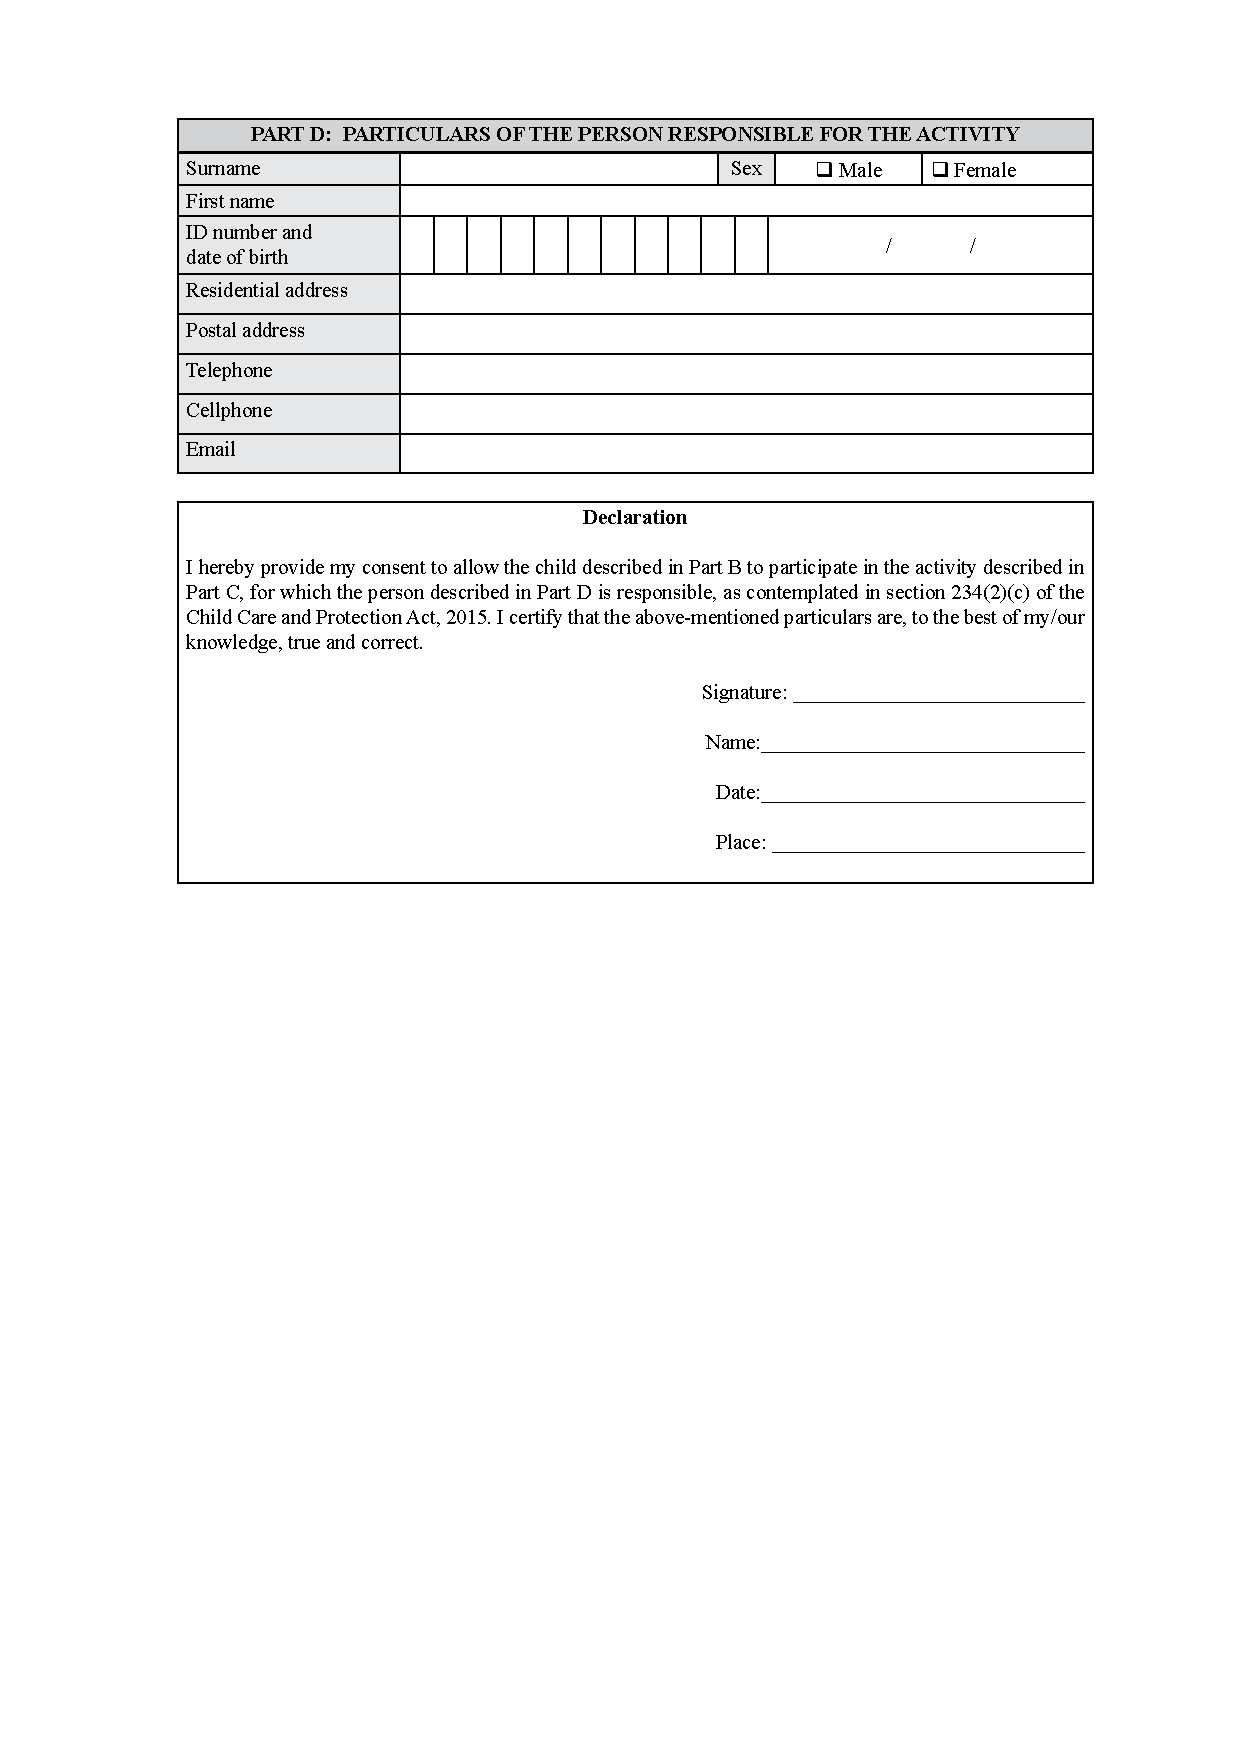 PART D: PARTICULARS OF THE PERSON RESPONSIBLE FOR THE ACTIVITY
Surname Sex ❑ Male ❑ Female
First name
ID number and
date of birth / /
Residential address
Postal address
Telephone
Cellphone
Email
Declaration
I hereby provide my consent to allow the child described in Part B to participate in the activity described in
Part C, for which the person described in Part D is responsible, as contemplated in section 234(2)(c) of the
Child Care and Protection Act, 2015. I certify that the above-mentioned particulars are, to the best of my/our
knowledge, true and correct.
Signature: ____________________________
Name:_______________________________
Date:_______________________________
Place: ______________________________